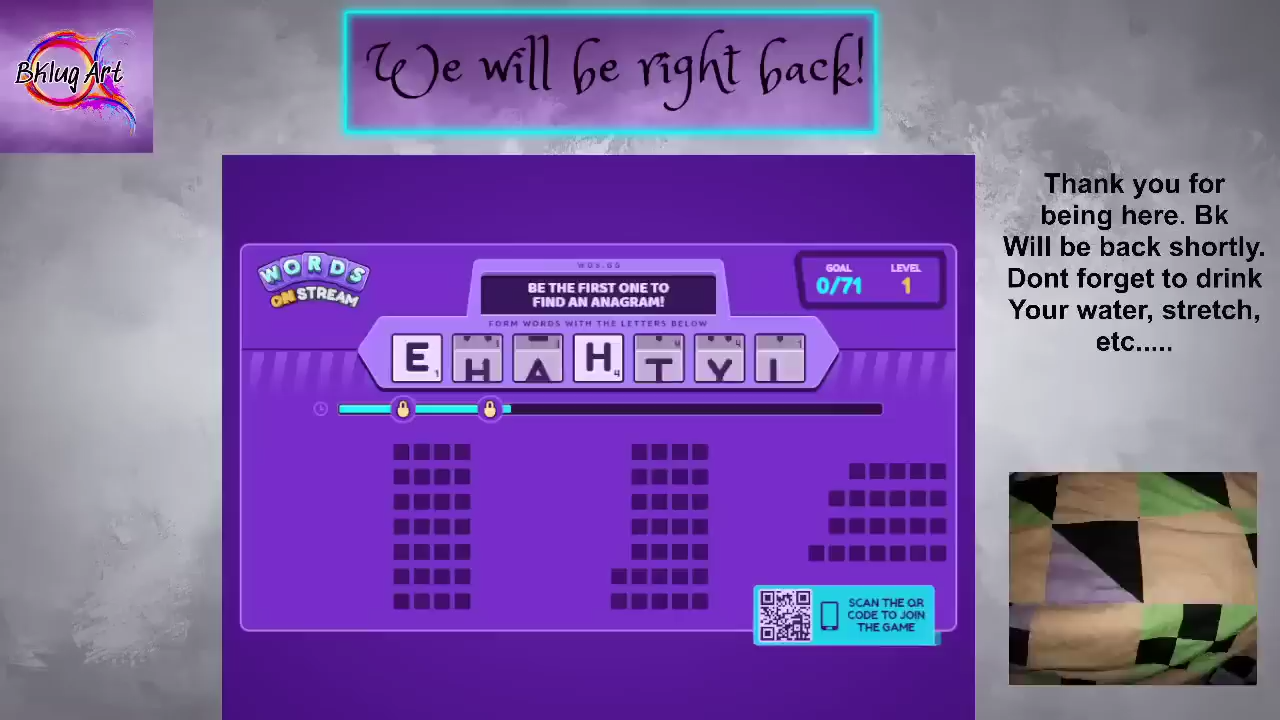 BKlug Art
We will be right back!
WORDS
ON STREAM
WOS.GG
BE THE FIRST ONE TO
FIND AN ANAGRAM!
FORM WORDS WITH THE LETTERS BELOW
GOAL LEVEL
0/71 1
E H A H T Y I
SCAN THE QR
CODE TO JOIN
THE GAME
Thank you for
being here. Bk
Will be back shortly.
Dont forget to drink
Your water, stretch,
etc.....